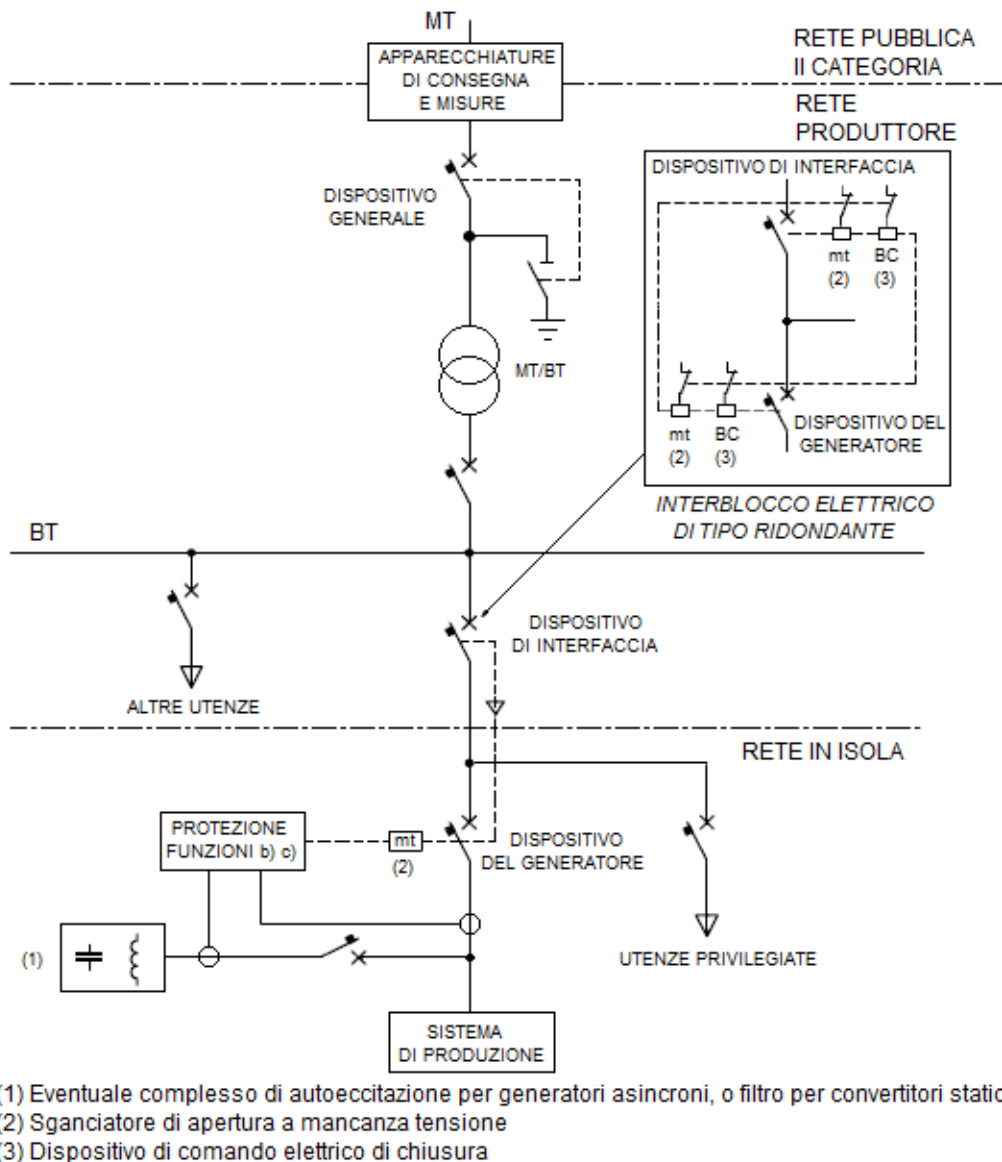 MT
APPARECCHIATURE
DI CONSEGNA
E MISURE
RETE PUBBLICA
II CATEGORIA
RETE
PRODUTTORE
DISPOSITIVO
GENERALE
DISPOSITIVO DI INTERFACCIA
mt
BC
(2)
(3)
MT/BT
mt
BC
(2)
(3)
DISPOSITIVO DEL
GENERATORE
INTERBLOCCO ELETTRICO
DI TIPO RIDONDANTE
BT
DISPOSITIVO
DI INTERFACCIA
ALTRE UTENZE
RETE IN ISOLA
PROTEZIONE
FUNZIONI b) c)
mt
(2)
DISPOSITIVO
DEL GENERATORE
(1)
UTENZE PRIVILEGIATE
SISTEMA
DI PRODUZIONE
(1) Eventuale complesso di autoeccitazione per generatori asincroni, o filtro per convertitori static
(2) Sganciatore di apertura a mancanza tensione
(3) Dispositivo di comando elettrico di chiusura